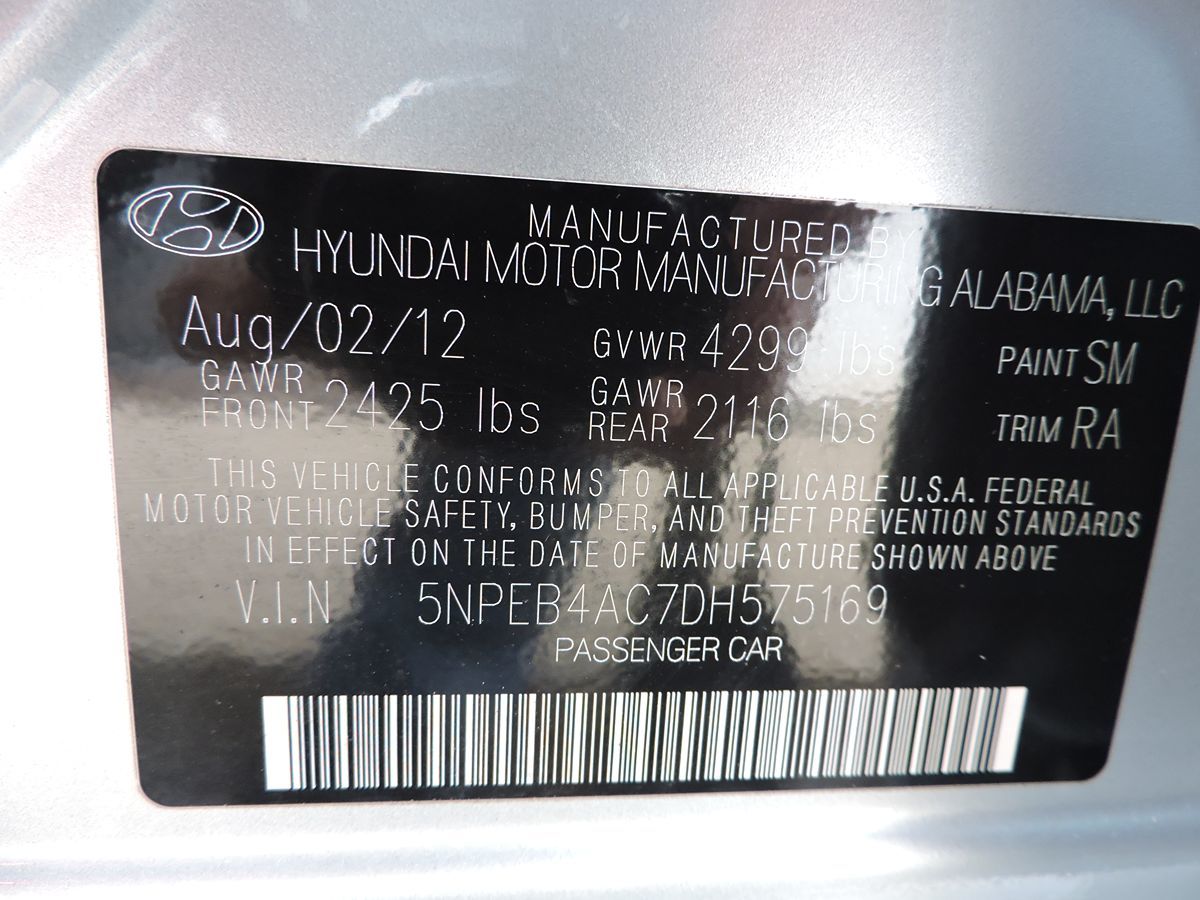 MANUFACTURED BY
HYUNDAI MOTOR MANUFACTURING ALABAMA, LLC
Aug/02/12 GVWR 4299 lbs PAINT SM
GAWR FRONT 2425 lbs GAWR REAR 2116 lbs TRIM RA
THIS VEHICLE CONFORMS TO ALL APPLICABLE U.S.A. FEDERAL
MOTOR VEHICLE SAFETY, BUMPER, AND THEFT PREVENTION STANDARDS
IN EFFECT ON THE DATE OF MANUFACTURE SHOWN ABOVE
V.I.N 5NPEB4AC7DH575169
PASSENGER CAR